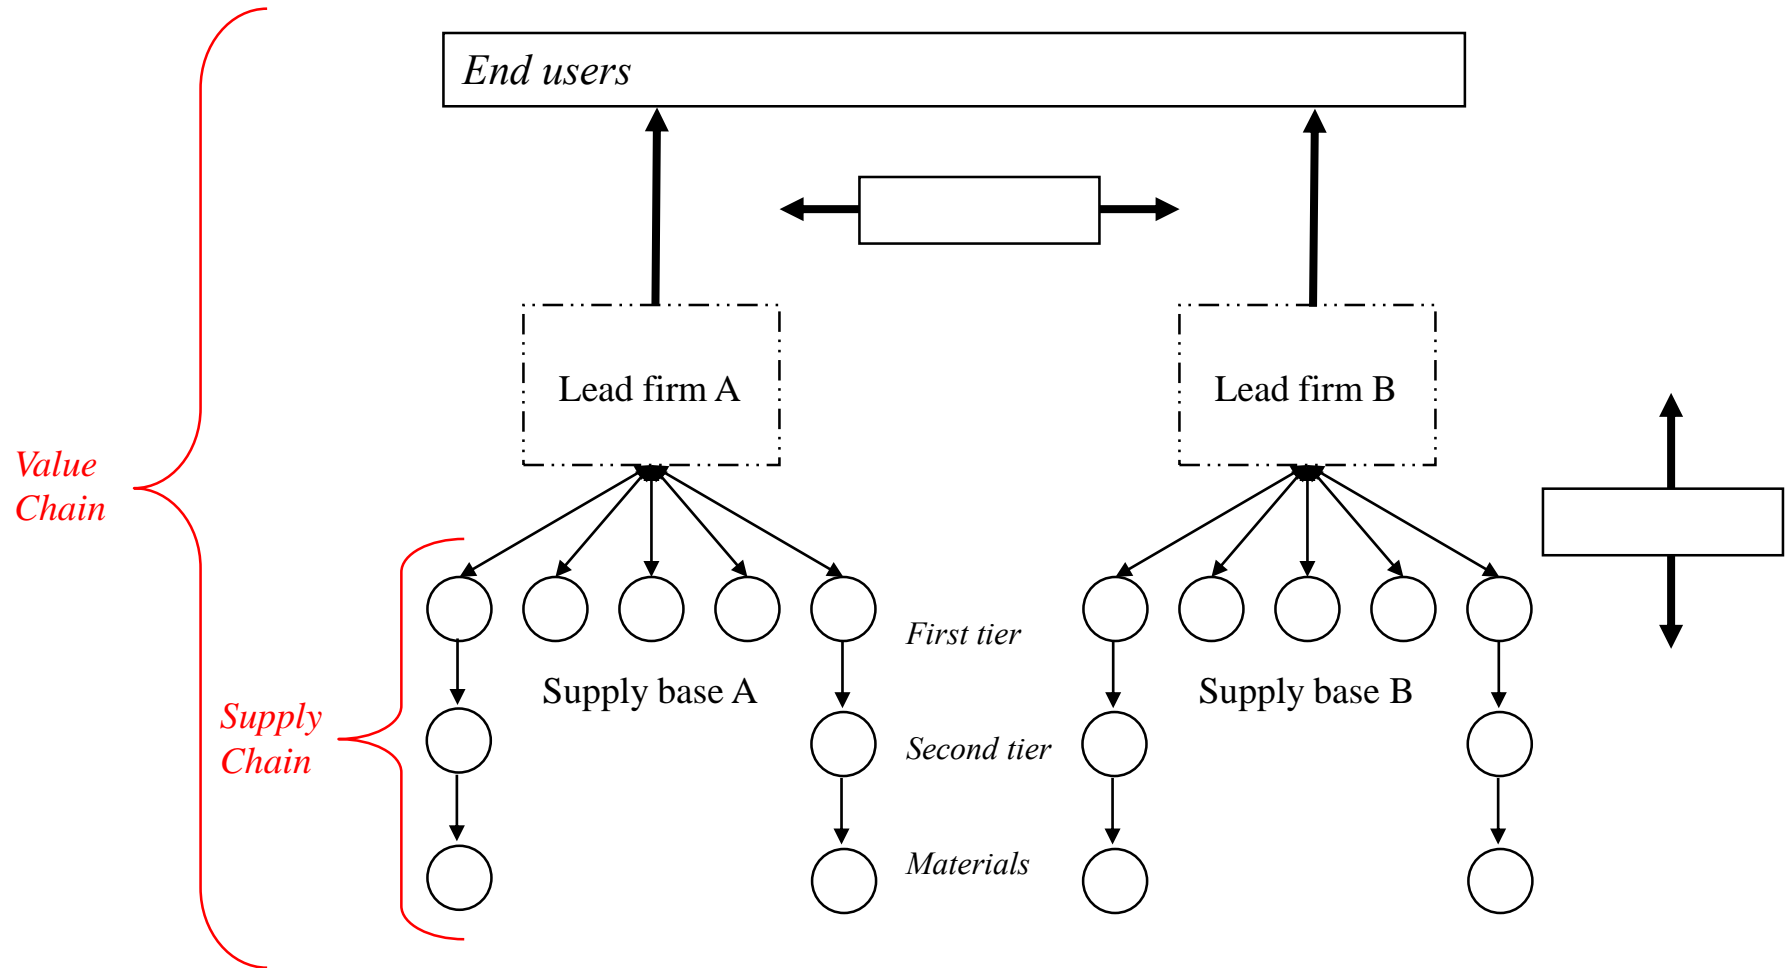 End users
Lead firm A
Lead firm B
Value
Chain
First tier
Supply base A
Supply base B
Supply
Chain
Second tier
Materials